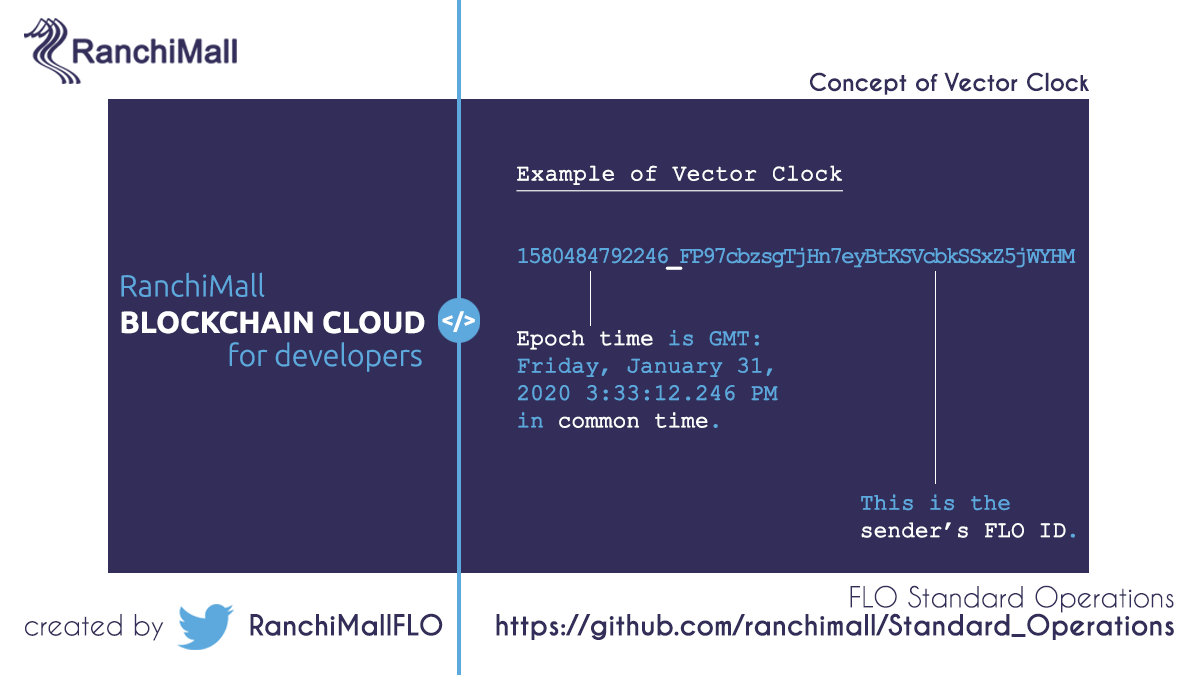 RanchiMall
Concept of Vector Clock
Example of Vector Clock
1580484792246_FP97cbzsgTjHn7eyBtKSVcbkSSxZ5jWYHM
RanchiMall
BLOCKCHAIN CLOUD
for developers
</>
Epoch time is GMT:
Friday, January 31,
2020 3:33:12.246 PM
in common time.
This is the
sender’s FLO ID.
FLO Standard Operations
created by RanchiMallFLO
https://github.com/ranchimall/Standard_Operations